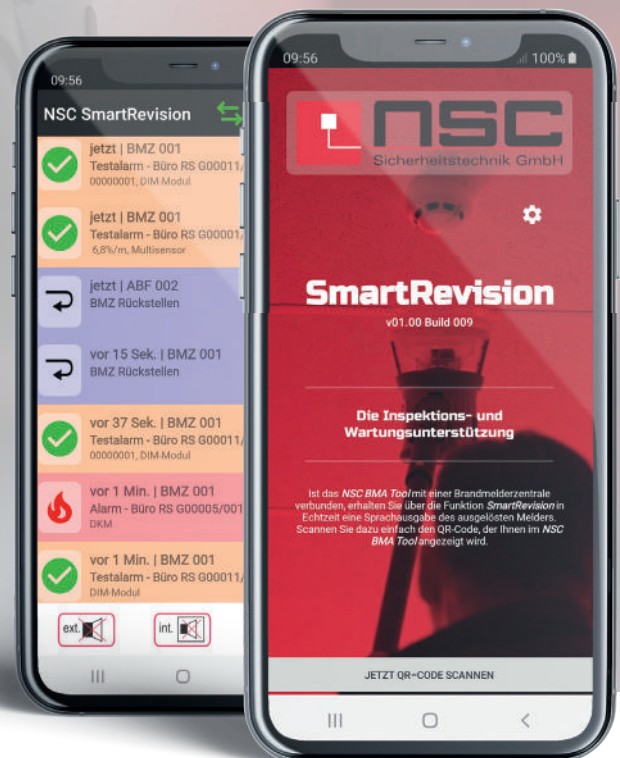 09:56
NSC SmartRevision
jetzt | BMZ 001
Testalarm - Büro RS G00011/
00000001, DIM-Modul
jetzt | BMZ 001
Testalarm - Büro RS G00001/
6,8%/m, Multisensor
jetzt | ABF 002
BMZ Rückstellen
vor 15 Sek. | BMZ 001
BMZ Rückstellen
vor 37 Sek. | BMZ 001
Testalarm - Büro RS G00011/
00000001, DIM-Modul
vor 1 Min. | BMZ 001
Alarm - Büro RS G00005/001
DKM
vor 1 Min. | BMZ 001
Testalarm - Büro RS G00011/
DIM-Modul
ext.
int.
09:56
100%
nsc
Sicherheitstechnik GmbH
SmartRevision
v01.00 Build 009
Die Inspektions- und
Wartungsunterstützung
Ist das NSC BMA Tool mit einer Brandmelderzentrale
verbunden, erhalten Sie über die Funktion SmartRevision in
Echtzeit eine Sprachausgabe des ausgelösten Melders.
Scannen Sie dazu einfach den QR-Code, der Ihnen im NSC
BMA Tool angezeigt wird.
JETZT QR-CODE SCANNEN